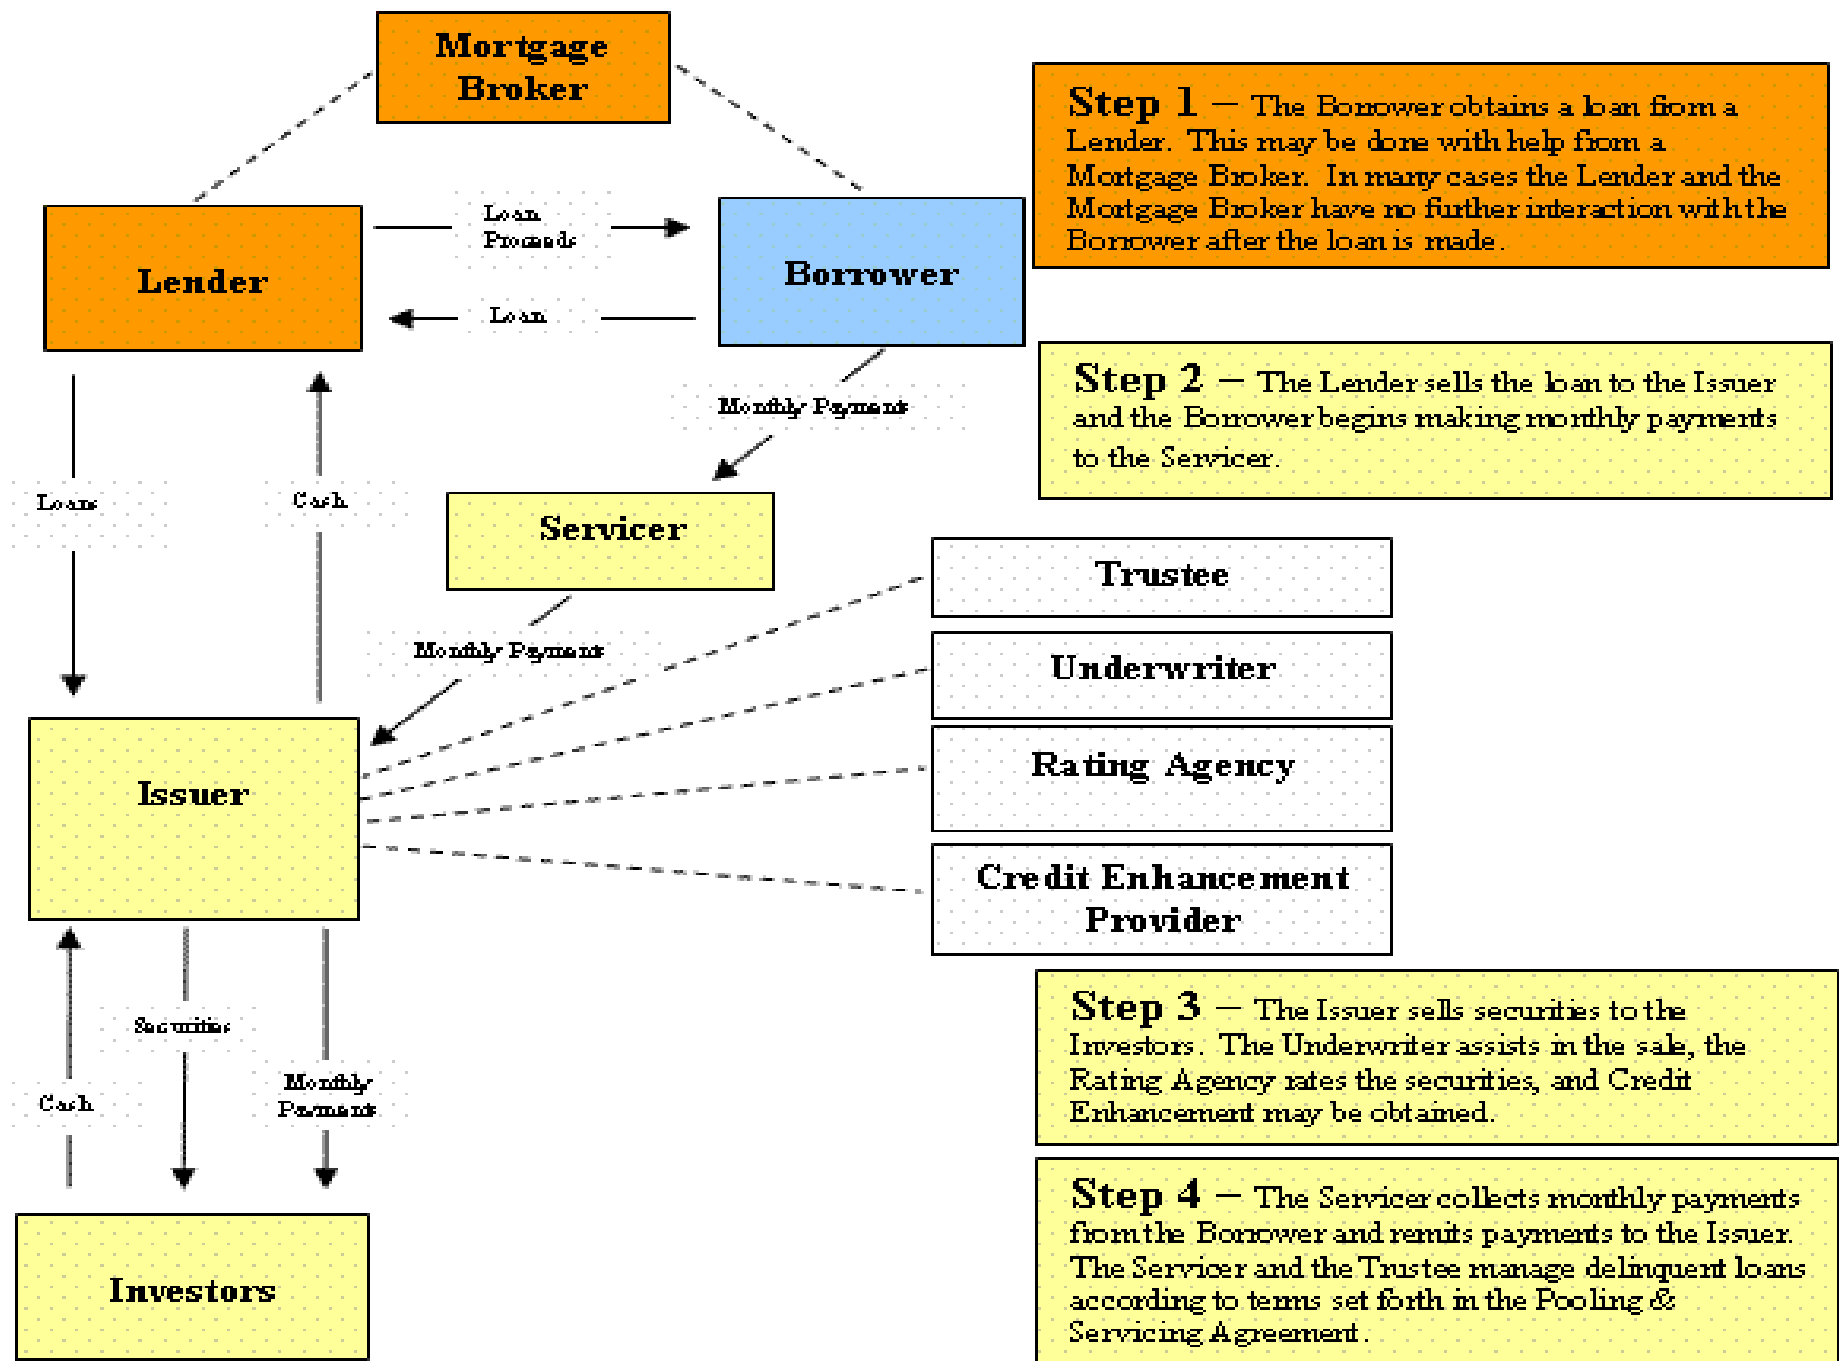 Mortgage
Broker
Step 1 – The Borrower obtains a loan from a
Lender. This may be done with help from a
Mortgage Broker. In many cases the Lender and the
Mortgage Broker have no further interaction with the
Borrower after the loan is made.
Lender
Loan
Proceeds
Borrower
Loan
Step 2 – The Lender sells the loan to the Issuer
and the Borrower begins making monthly payments
to the Servicer.
Monthly Payment
Loans
Cash
Servicer
Trustee
Monthly Payment
Underwriter
Rating Agency
Issuer
Credit Enhancement
Provider
Step 3 – The Issuer sells securities to the
Investors. The Underwriter assists in the sale, the
Rating Agency rates the securities, and Credit
Enhancement may be obtained.
Securities
Monthly
Payment
Cash
Step 4 – The Servicer collects monthly payments
from the Borrower and remits payments to the Issuer.
The Servicer and the Trustee manage delinquent loans
according to terms set forth in the Pooling &
Servicing Agreement.
Investors